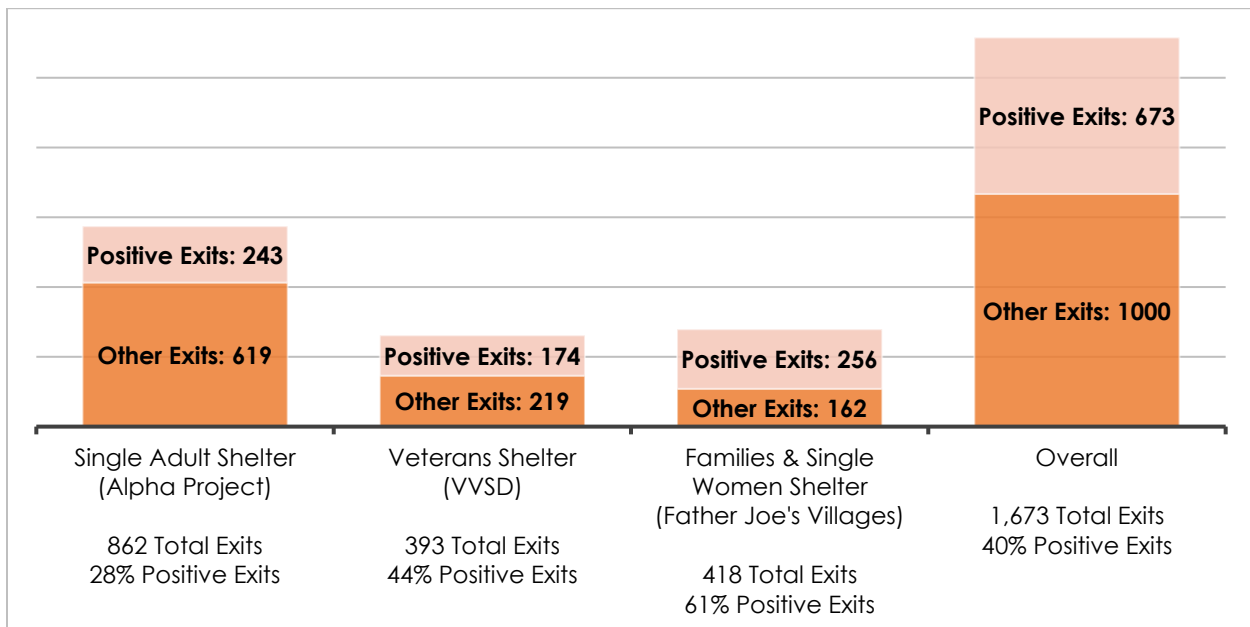 Positive Exits: 673
Positive Exits: 243
Other Exits: 1000
Other Exits: 619
Positive Exits: 174
Positive Exits: 256
Other Exits: 219
Other Exits: 162
Single Adult Shelter
(Alpha Project)
862 Total Exits
28% Positive Exits
Veterans Shelter
(VVSD)
393 Total Exits
44% Positive Exits
Families & Single
Women Shelter
(Father Joe's Villages)
418 Total Exits
61% Positive Exits
Overall
1,673 Total Exits
40% Positive Exits